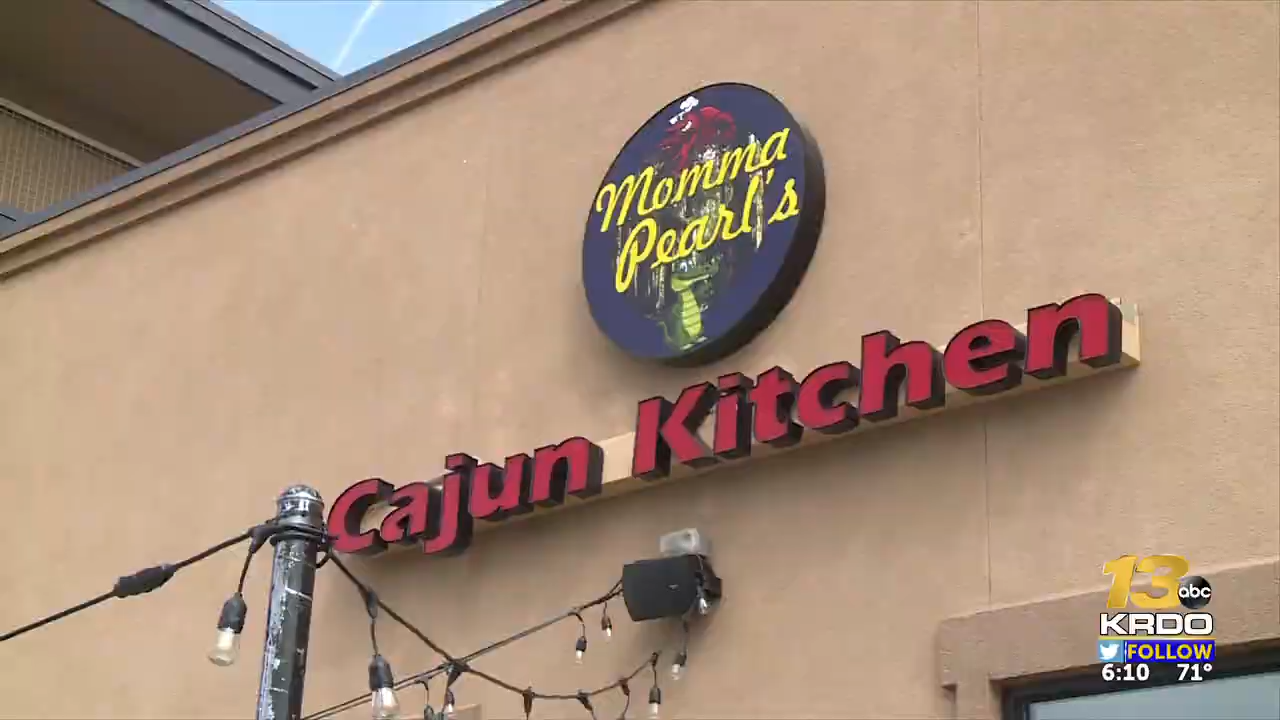 Momma
Pearl's
Cajun Kitchen
13 abc
KRDO
FOLLOW
6:10 71°